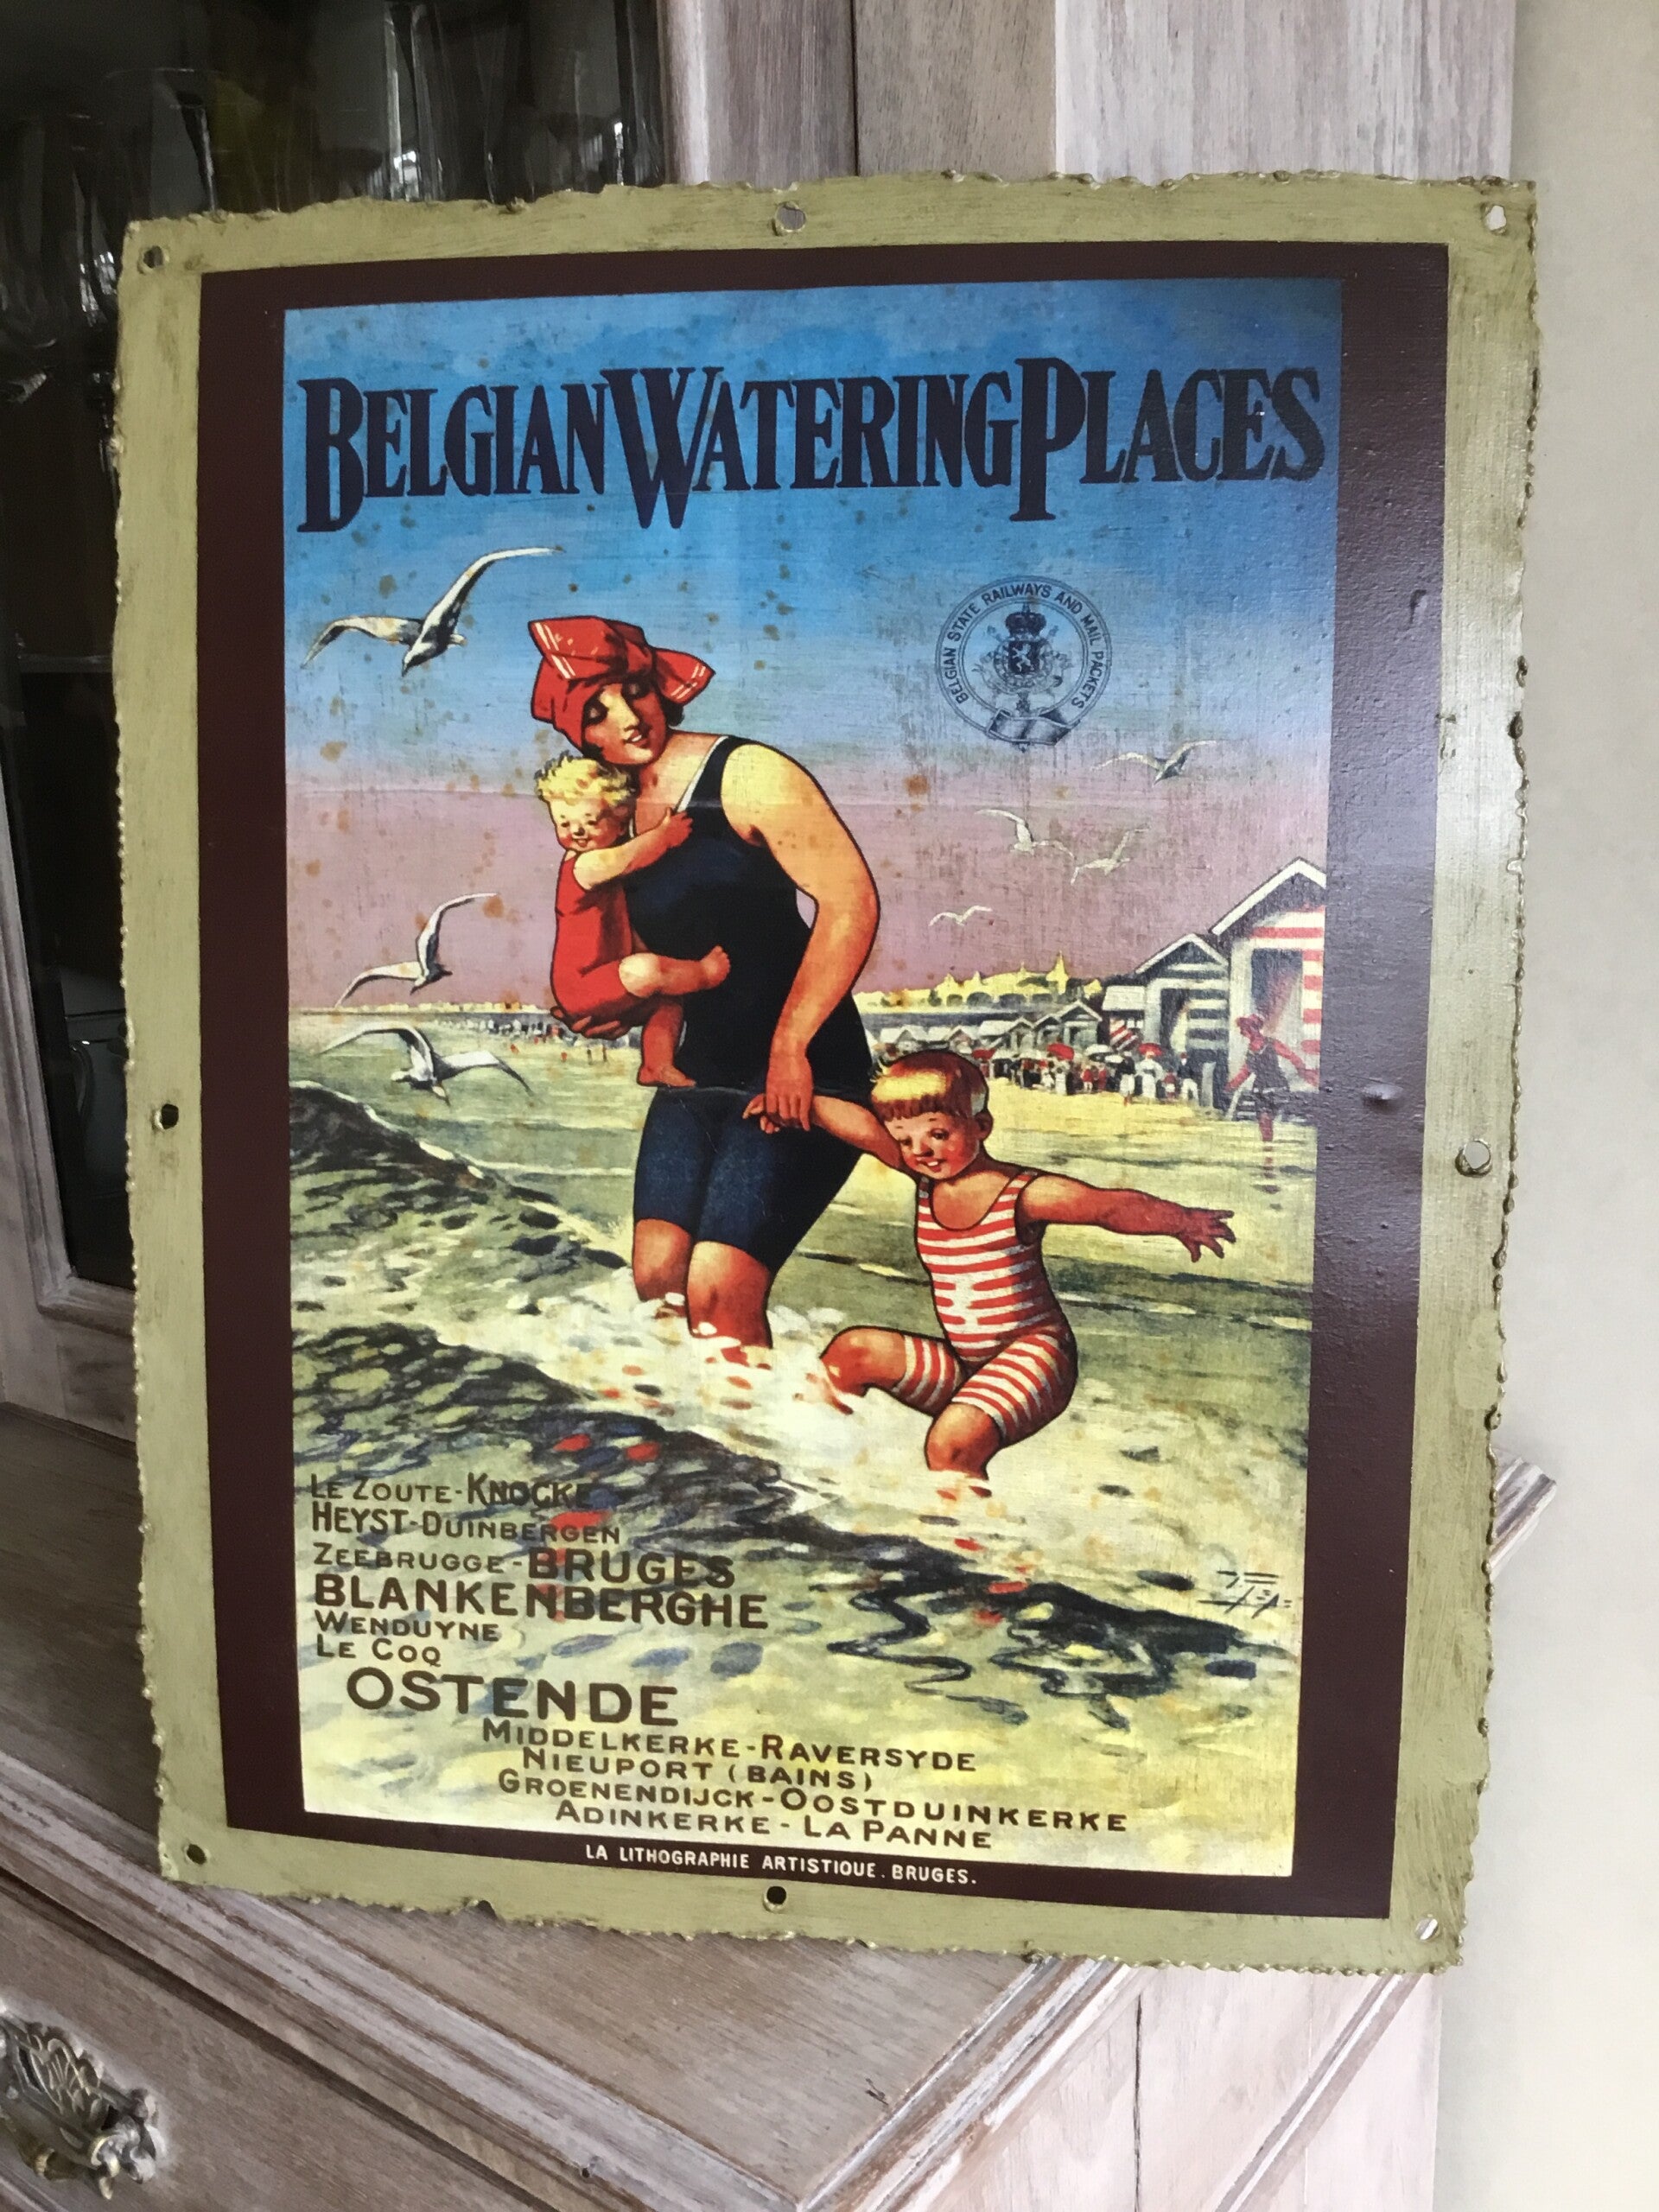 BELGIAN WATERING PLACES
BELGIAN STATE RAILWAYS AND MAIL PACKETS
LE ZOUTE-KNOCKE
HEYST-DUINBERGEN
ZEEBRUGGE-BRUGES
BLANKENBERGHE
WENDUYNE
LE COQ
OSTENDE
MIDDELKERKE-RAVERSYDE
NIEUPORT (BAINS)
GROENENDIJCK-OOSTDUINKERKE
ADINKERKE-LA PANNE
LA LITHOGRAPHIE ARTISTIQUE. BRUGES.